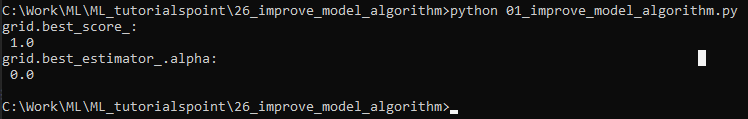 C:\Work\ML\ML_tutorialspoint\26_improve_model_algorithm>python 01_improve_model_algorithm.py
grid.best_score_:
 1.0
grid.best_estimator_.alpha:
 0.0
C:\Work\ML\ML_tutorialspoint\26_improve_model_algorithm>